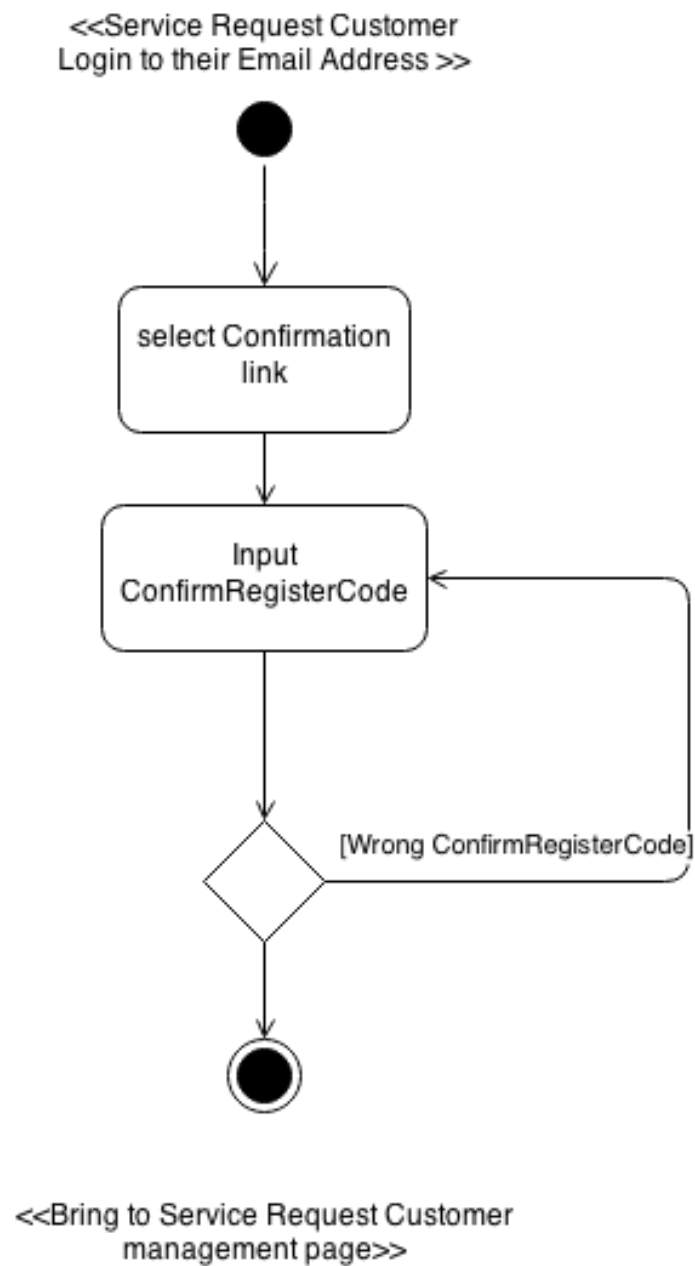 <<Service Request Customer
Login to their Email Address >>
select Confirmation
link
Input
ConfirmRegisterCode
[Wrong ConfirmRegisterCode]
<<Bring to Service Request Customer
management page>>